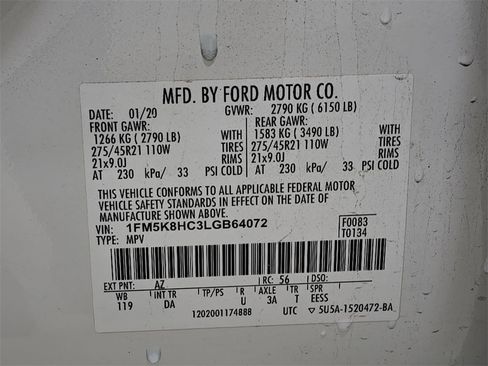 MFD. BY FORD MOTOR CO.
DATE: 01/20 GVWR: 2790 KG ( 6150 LB)
FRONT GAWR: REAR GAWR:
1266 KG ( 2790 LB) WITH 1583 KG ( 3490 LB) WITH
275/45R21 110W TIRES 275/45R21 110W TIRES
21x9.0J RIMS 21x9.0J RIMS
AT 230 kPa/ 33 PSI COLD AT 230 kPa/ 33 PSI COLD
THIS VEHICLE CONFORMS TO ALL APPLICABLE FEDERAL MOTOR
VEHICLE SAFETY STANDARDS IN EFFECT ON THE DATE OF
MANUFACTURE SHOWN ABOVE.
VIN: 1FM5K8HC3LGB64072 F0083
TYPE: MPV T0134
EXT PNT: AZ RC: 56 DSO:
WB INT TR TP/PS R AXLE TR SPR
119 DA U 3A T EESS
1202001174888 UTC ▽ 5U5A-1520472-BA